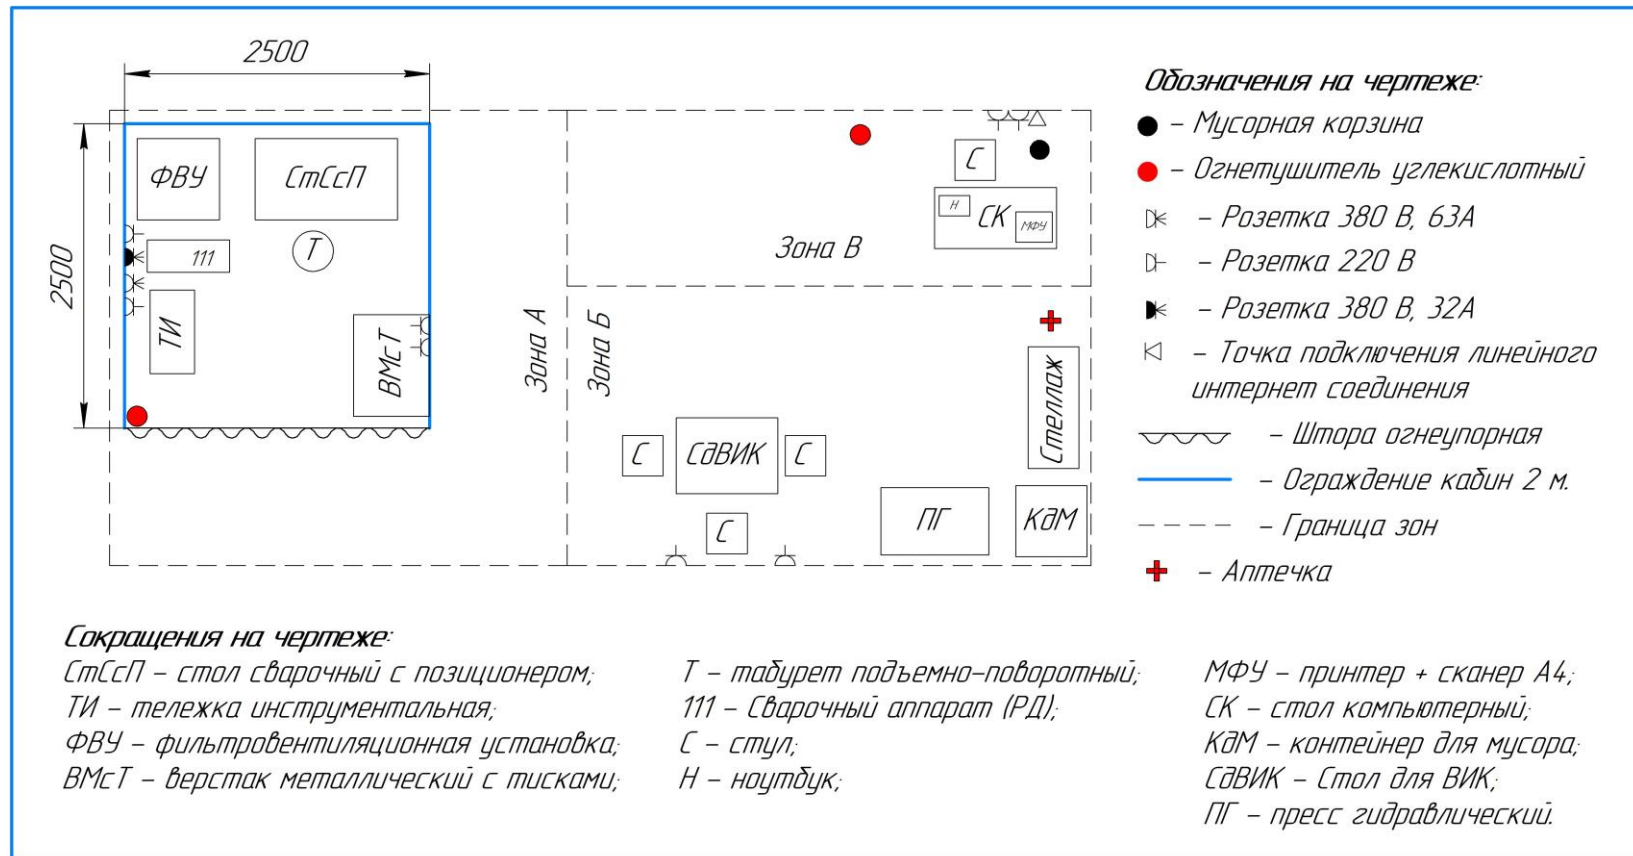 2500
2500
ФВУ
СтСсП
111
Т
ТИ
ВМсТ
Зона А
Зона Б
Зона В
С
Н
СК
МФУ
Стеллаж
С
СдВИК
С
С
ПГ
КдМ
Обозначения на чертеже:
– Мусорная корзина
– Огнетушитель углекислотный
– Розетка 380 В, 63А
– Розетка 220 В
– Розетка 380 В, 32А
– Точка подключения линейного
интернет соединения
– Штора огнеупорная
– Ограждение кабин 2 м.
– Граница зон
– Аптечка
Сокращения на чертеже:
СтСсП – стол сварочный с позиционером;
ТИ – тележка инструментальная;
ФВУ – фильтровентиляционная установка;
ВМсТ – верстак металлический с тисками;
Т – табурет подъемно-поворотный;
111 – Сварочный аппарат (РД);
С – стул;
Н – ноутбук;
МФУ – принтер + сканер А4;
СК – стол компьютерный;
КдМ – контейнер для мусора;
СдВИК – Стол для ВИК;
ПГ – пресс гидравлический.